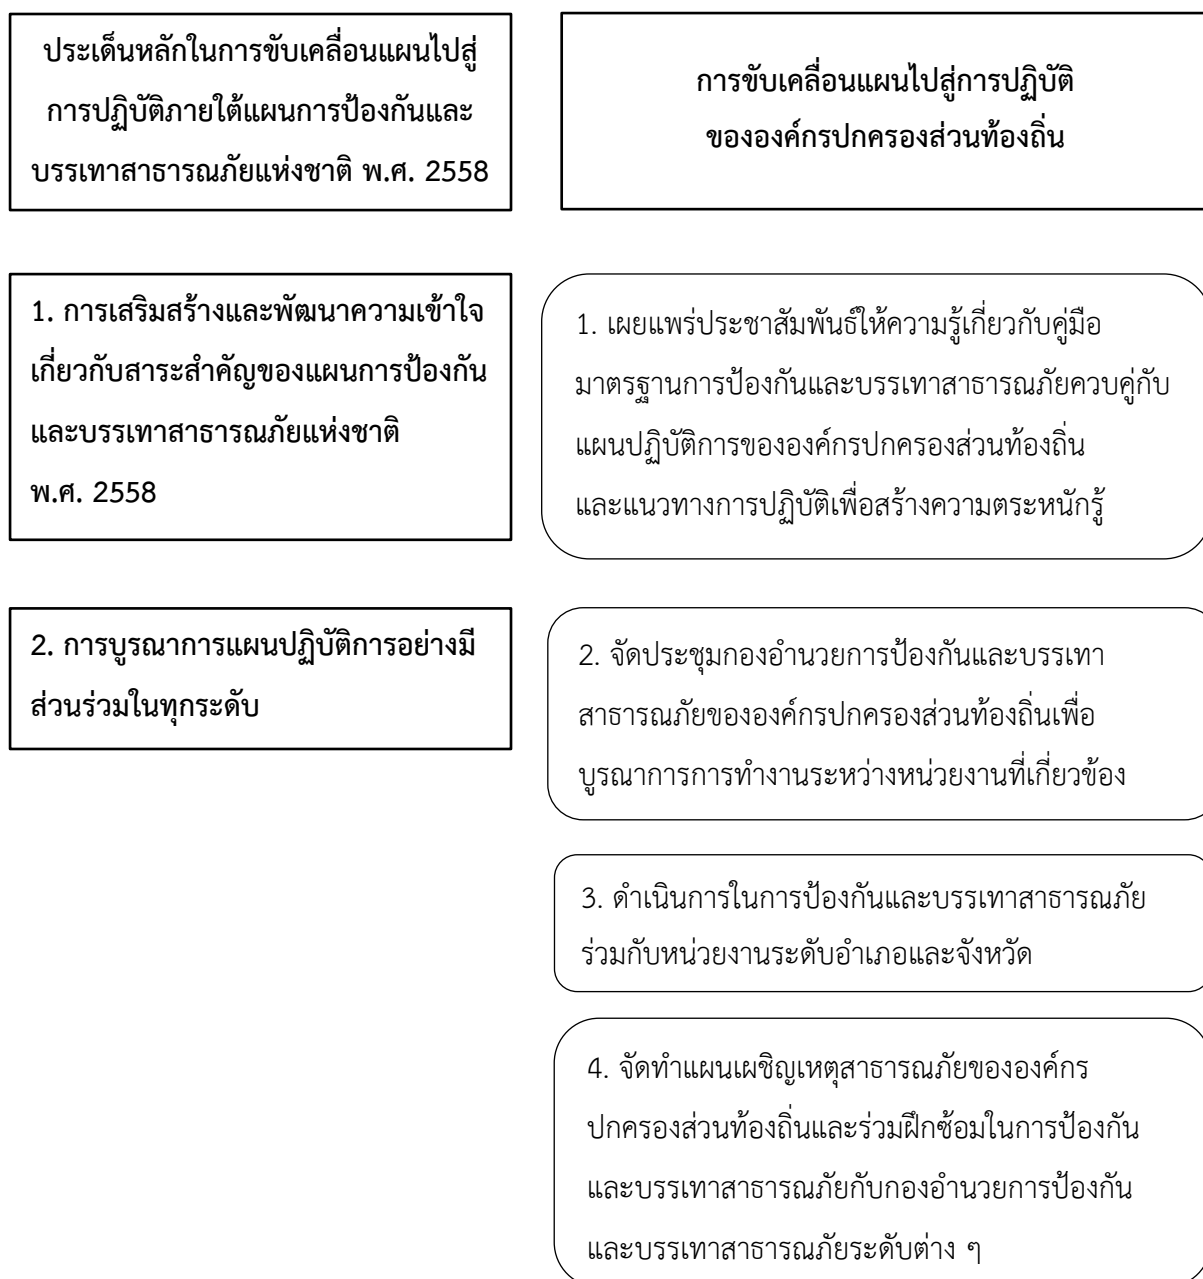 ประเด็นหลักในการขับเคลื่อนแผนไปสู่
การปฏิบัติภายใต้แผนการป้องกันและ
บรรเทาสาธารณภัยแห่งชาติ พ.ศ. 2558
การขับเคลื่อนแผนไปสู่การปฏิบัติ
ขององค์กรปกครองส่วนท้องถิ่น
1. การเสริมสร้างและพัฒนาความเข้าใจ
เกี่ยวกับสาระสำคัญของแผนการป้องกัน
และบรรเทาสาธารณภัยแห่งชาติ
พ.ศ. 2558
1. เผยแพร่ประชาสัมพันธ์ให้ความรู้เกี่ยวกับคู่มือ
มาตรฐานการป้องกันและบรรเทาสาธารณภัยควบคู่กับ
แผนปฏิบัติการขององค์กรปกครองส่วนท้องถิ่น
และแนวทางการปฏิบัติเพื่อสร้างความตระหนักรู้
2. การบูรณาการแผนปฏิบัติการอย่างมี
ส่วนร่วมในทุกระดับ
2. จัดประชุมกองอำนวยการป้องกันและบรรเทา
สาธารณภัยขององค์กรปกครองส่วนท้องถิ่นเพื่อ
บูรณาการการทำงานระหว่างหน่วยงานที่เกี่ยวข้อง
3. ดำเนินการในการป้องกันและบรรเทาสาธารณภัย
ร่วมกับหน่วยงานระดับอำเภอและจังหวัด
4. จัดทำแผนเผชิญเหตุสาธารณภัยขององค์กร
ปกครองส่วนท้องถิ่นและร่วมฝึกซ้อมในการป้องกัน
และบรรเทาสาธารณภัยกับกองอำนวยการป้องกัน
และบรรเทาสาธารณภัยระดับต่าง ๆ